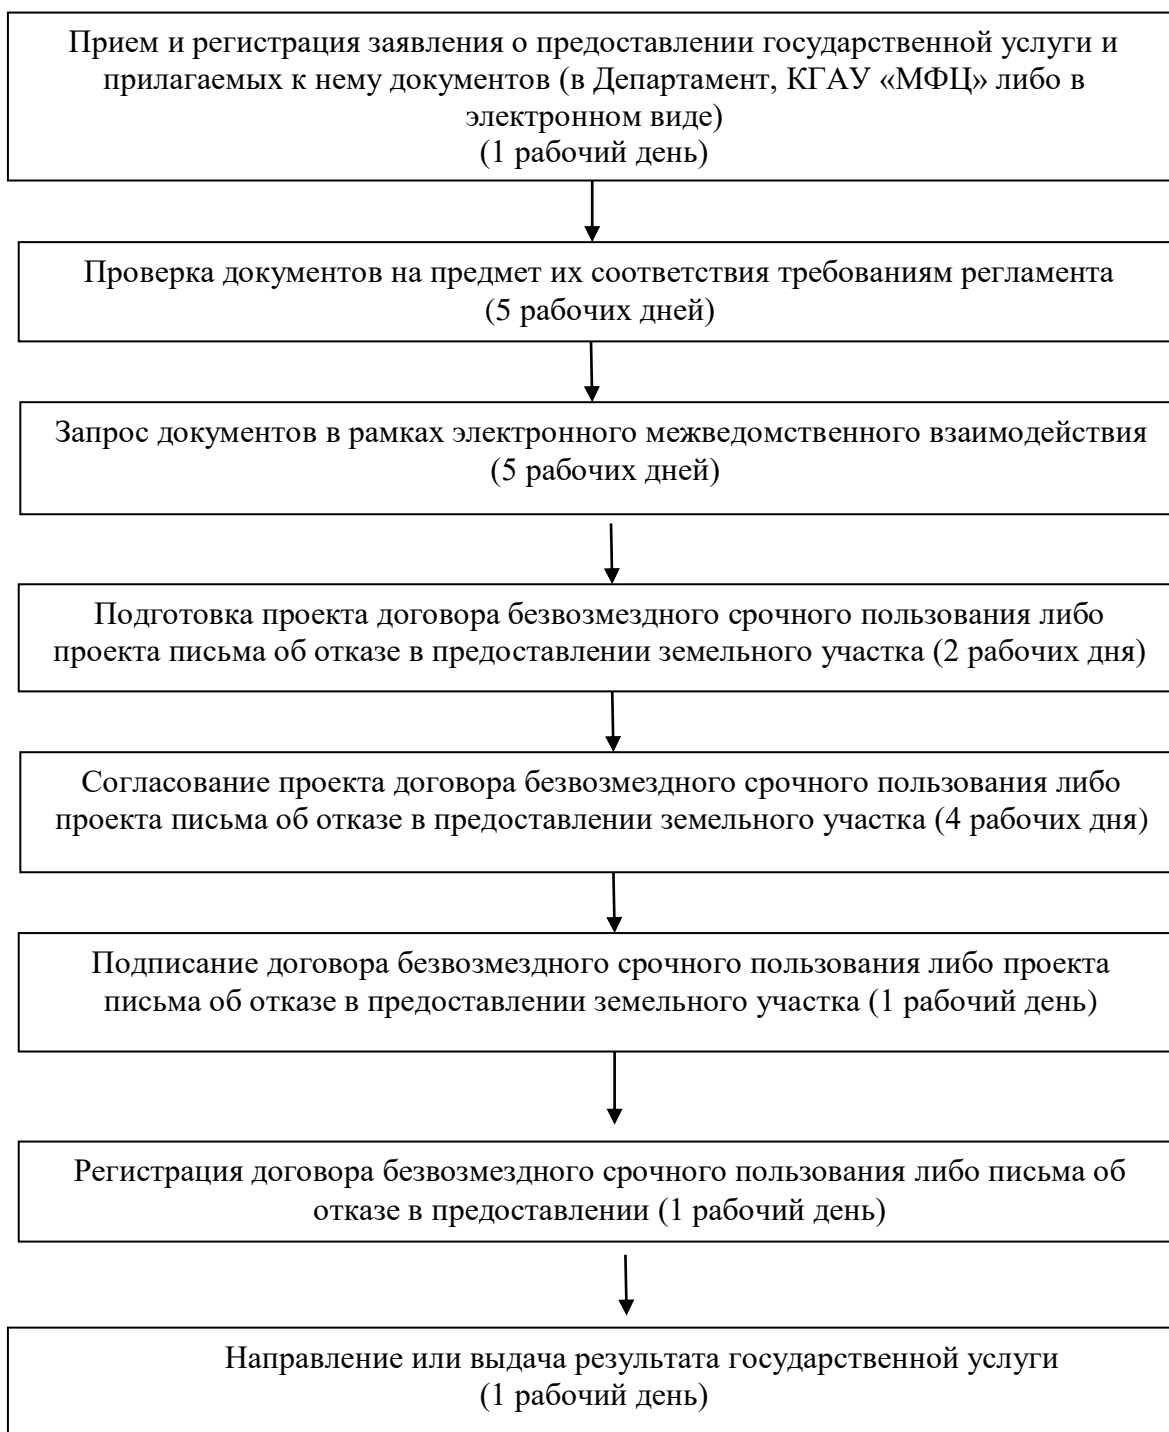 Прием и регистрация заявления о предоставлении государственной услуги и
прилагаемых к нему документов (в Департамент, КГАУ «МФЦ» либо в
электронном виде)
(1 рабочий день)
Проверка документов на предмет их соответствия требованиям регламента
(5 рабочих дней)
Запрос документов в рамках электронного межведомственного взаимодействия
(5 рабочих дней)
Подготовка проекта договора безвозмездного срочного пользования либо
проекта письма об отказе в предоставлении земельного участка (2 рабочих дня)
Согласование проекта договора безвозмездного срочного пользования либо
проекта письма об отказе в предоставлении земельного участка (4 рабочих дня)
Подписание договора безвозмездного срочного пользования либо проекта
письма об отказе в предоставлении земельного участка (1 рабочий день)
Регистрация договора безвозмездного срочного пользования либо письма об
отказе в предоставлении (1 рабочий день)
Направление или выдача результата государственной услуги
(1 рабочий день)